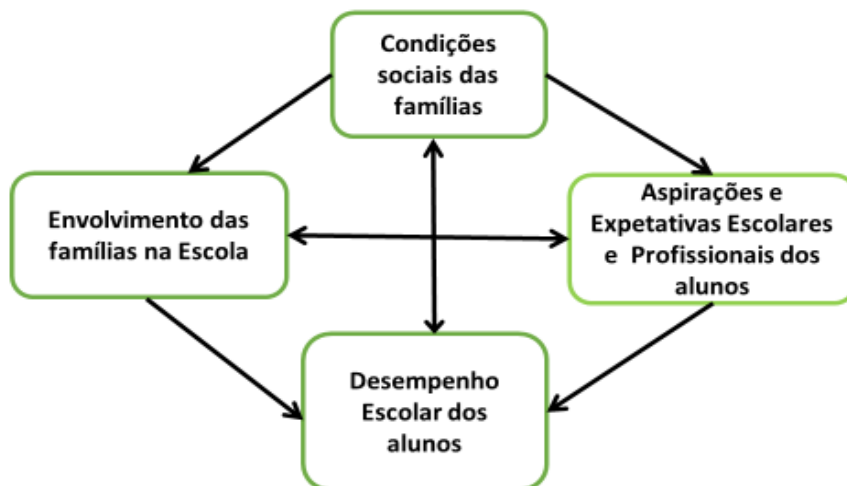 Condições
sociais das
famílias
Envolvimento das
famílias na Escola
Aspirações e
Expetativas Escolares
e Profissionais dos
alunos
Desempenho
Escolar dos
alunos